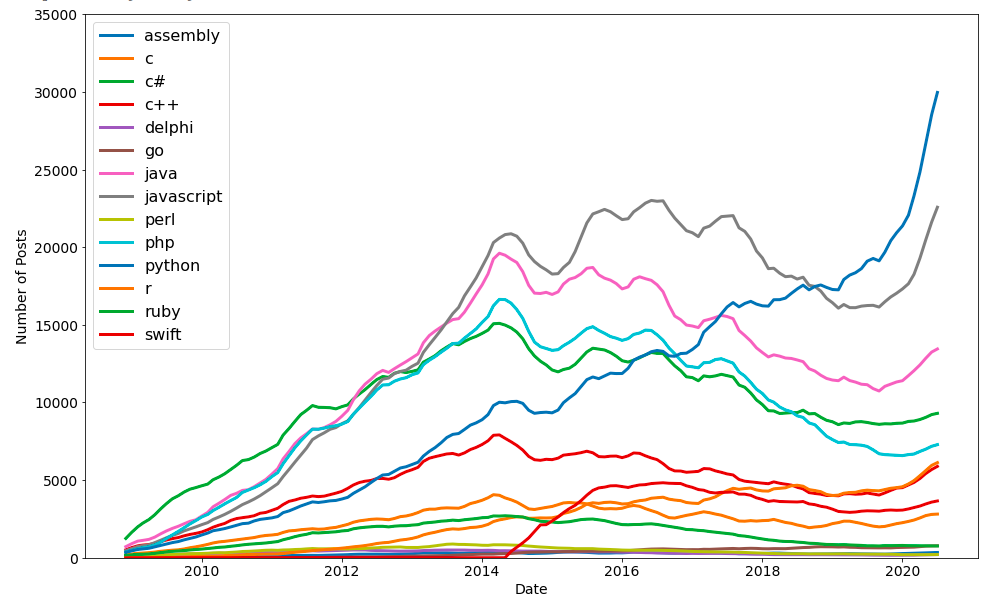 35000
30000
25000
20000
15000
10000
5000
0
Number of Posts
assembly
c
c#
c++
delphi
go
java
javascript
perl
php
python
r
ruby
swift
2010 2012 2014 2016 2018 2020
Date